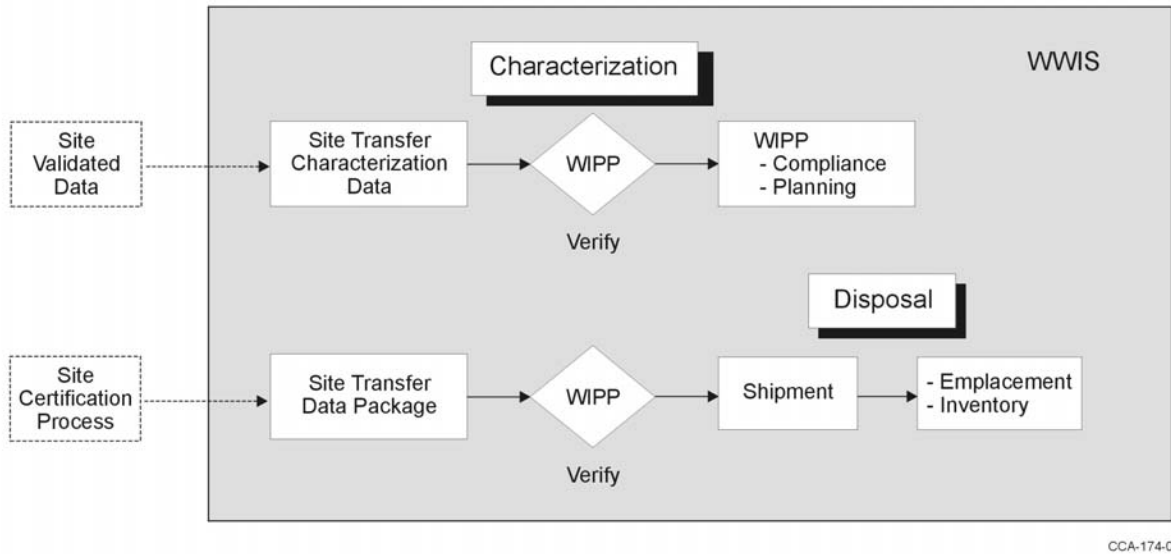 WWIS
Characterization
Site
Validated
Data
Site Transfer
Characterization
Data
WIPP
Verify
WIPP
- Compliance
- Planning
Disposal
Site
Certification
Process
Site Transfer
Data Package
WIPP
Verify
Shipment
- Emplacement
- Inventory